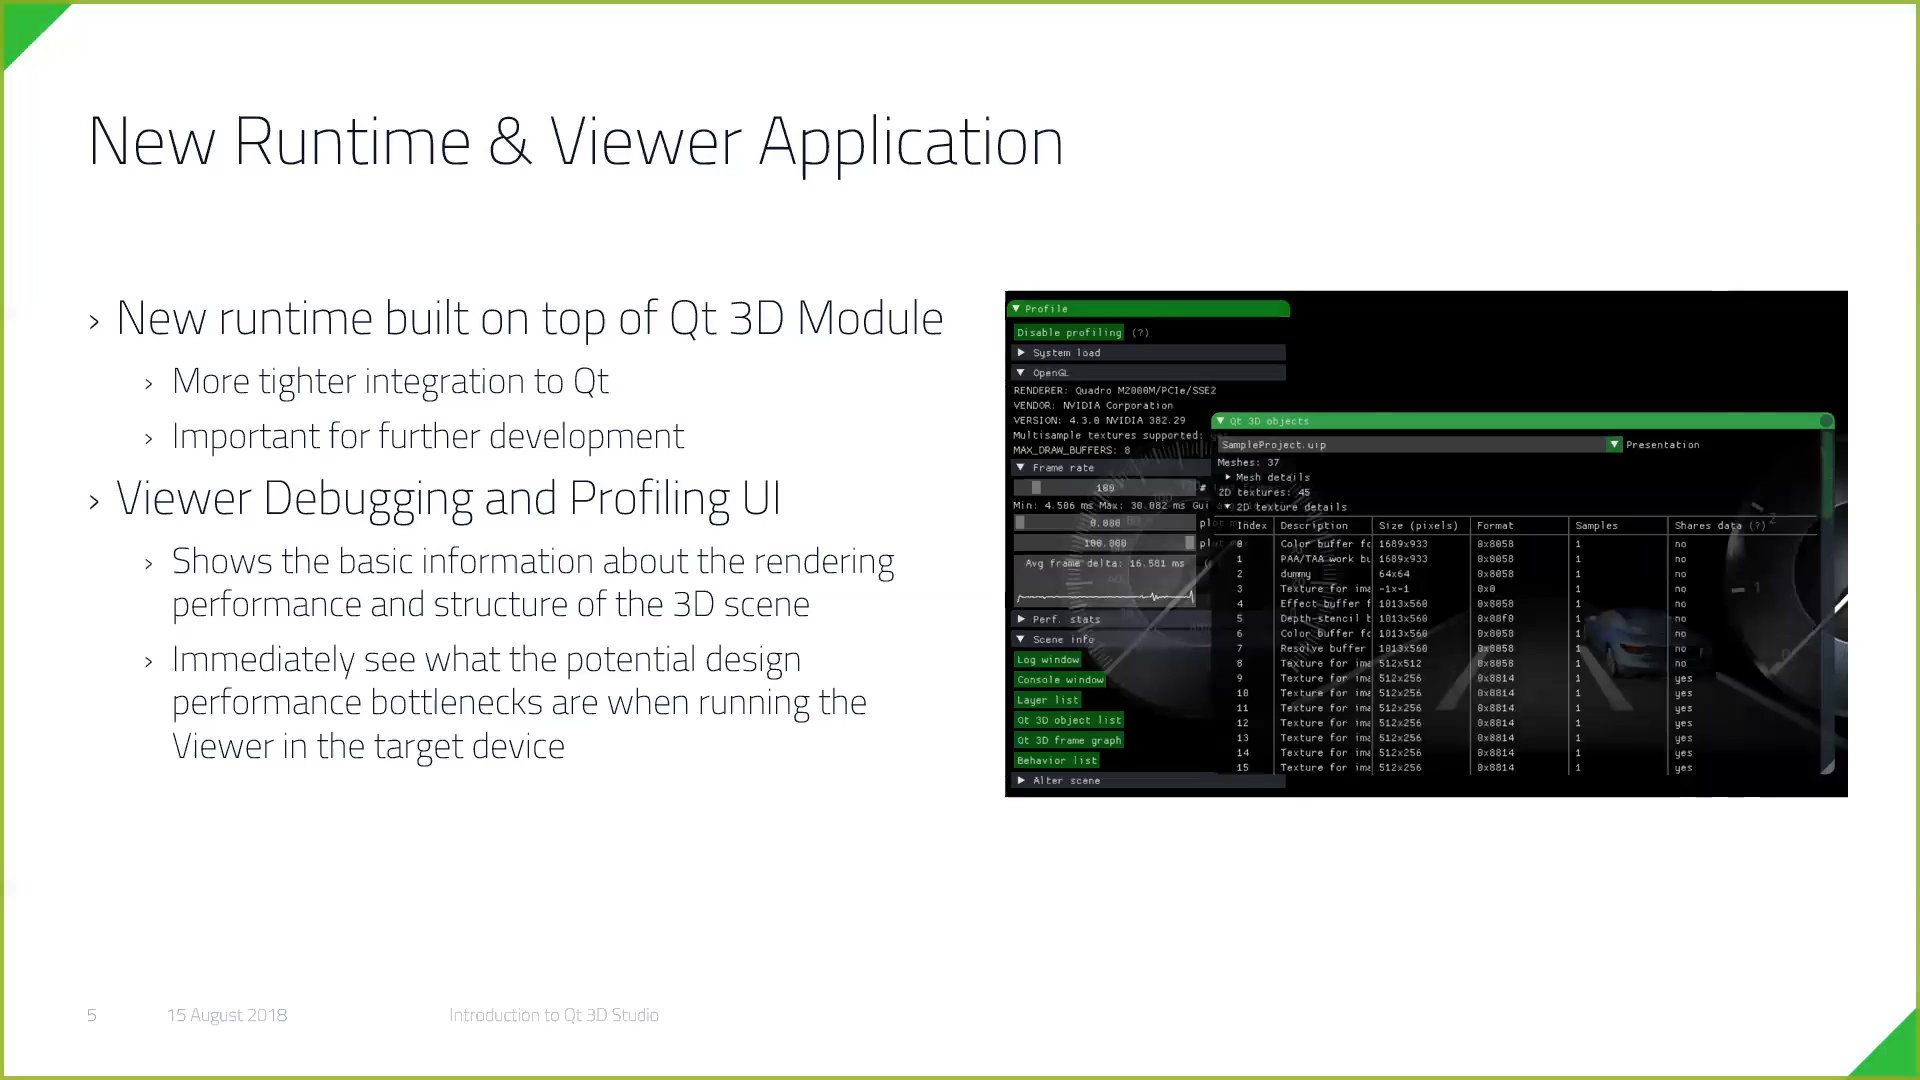 New Runtime & Viewer Application
› New runtime built on top of Qt 3D Module
› More tighter integration to Qt
› Important for further development
› Viewer Debugging and Profiling UI
› Shows the basic information about the rendering
performance and structure of the 3D scene
› Immediately see what the potential design
performance bottlenecks are when running the
Viewer in the target device
Profile
Disable profiling (?)
System load
OpenGL
RENDERER: Quadro M2000M/PCIe/SSE2
VENDOR: NVIDIA Corporation
VERSION: 4.3.0 NVIDIA 382.29
Multisample textures supported:
MAX_DRAW_BUFFERS: 8
Frame rate
180
Min: 4.586 ms Max: 30.082 ms Gui
0.000
100.000
Avg frame delta: 16.581 ms
Perf. stats
Scene info
Log window
Console window
Layer list
Qt 3D object list
Qt 3D frame graph
Behavior list
Alter scene
Qt 3D objects
SampleProject.uip Presentation
Meshes: 37
Mesh details
2D textures: 45
2D texture details
Index Description Size (pixels) Format Samples Shares data (?)
0 Color buffer fo 1689x933 0x8058 1 no
1 PAA/TAA work bu 1689x933 0x8058 1 no
2 dummy 64x64 0x8058 1 no
3 Texture for ima -1x-1 0x0 1 no
4 Effect buffer f 1013x560 0x8058 1 no
5 Depth-stencil t 1013x560 0x88f0 1 no
6 Color buffer fo 1013x560 0x8058 1 no
7 Resolve buffer 1013x560 0x8058 1 no
8 Texture for ima 512x512 0x8058 1 no
9 Texture for ima 512x256 0x8814 1 yes
10 Texture for ima 512x256 0x8814 1 yes
11 Texture for ima 512x256 0x8814 1 yes
12 Texture for ima 512x256 0x8814 1 yes
13 Texture for ima 512x256 0x8814 1 yes
14 Texture for ima 512x256 0x8814 1 yes
15 Texture for ima 512x256 0x8814 1 yes
5 15 August 2018 Introduction to Qt 3D Studio